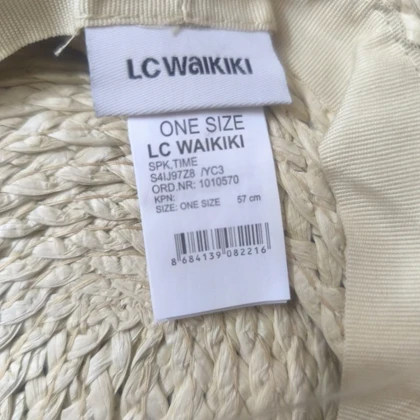 LC WAIKIKI
ONE SIZE
LC WAIKIKI
SPK,TIME
S4IJ97Z8 /YC3
ORD.NR: 1010570
KPN:
SIZE: ONE SIZE 57 cm
8 684139 082216